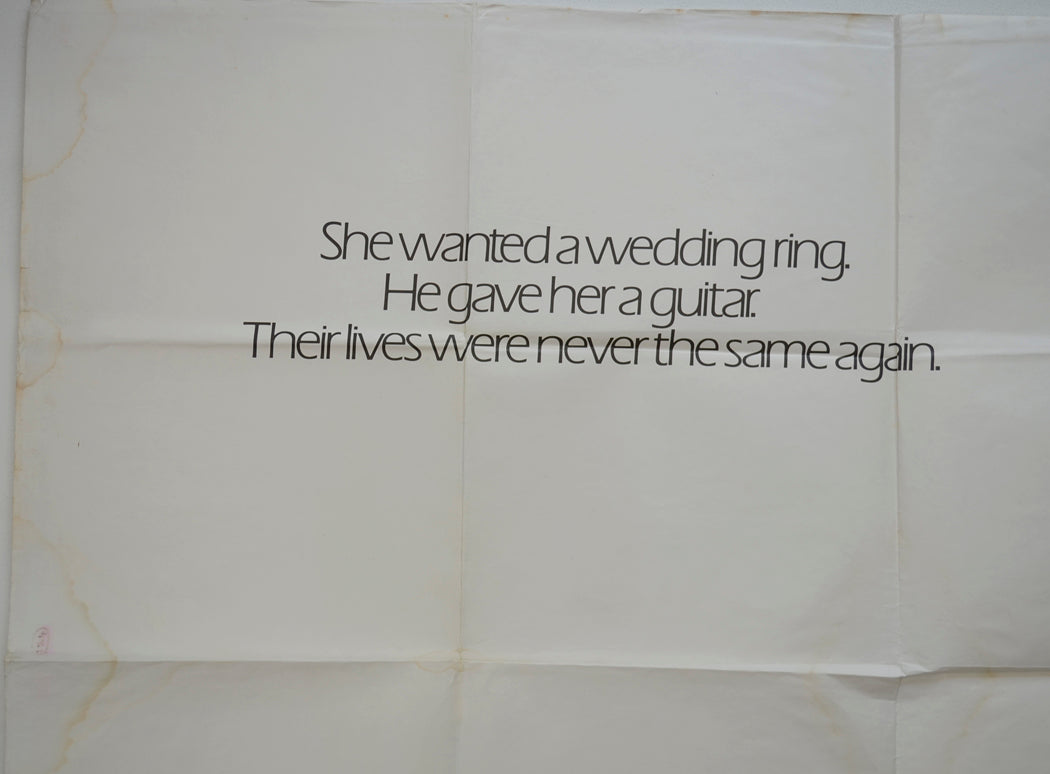 She wanted a wedding ring.
He gave her a guitar.
Their lives were never the same again.